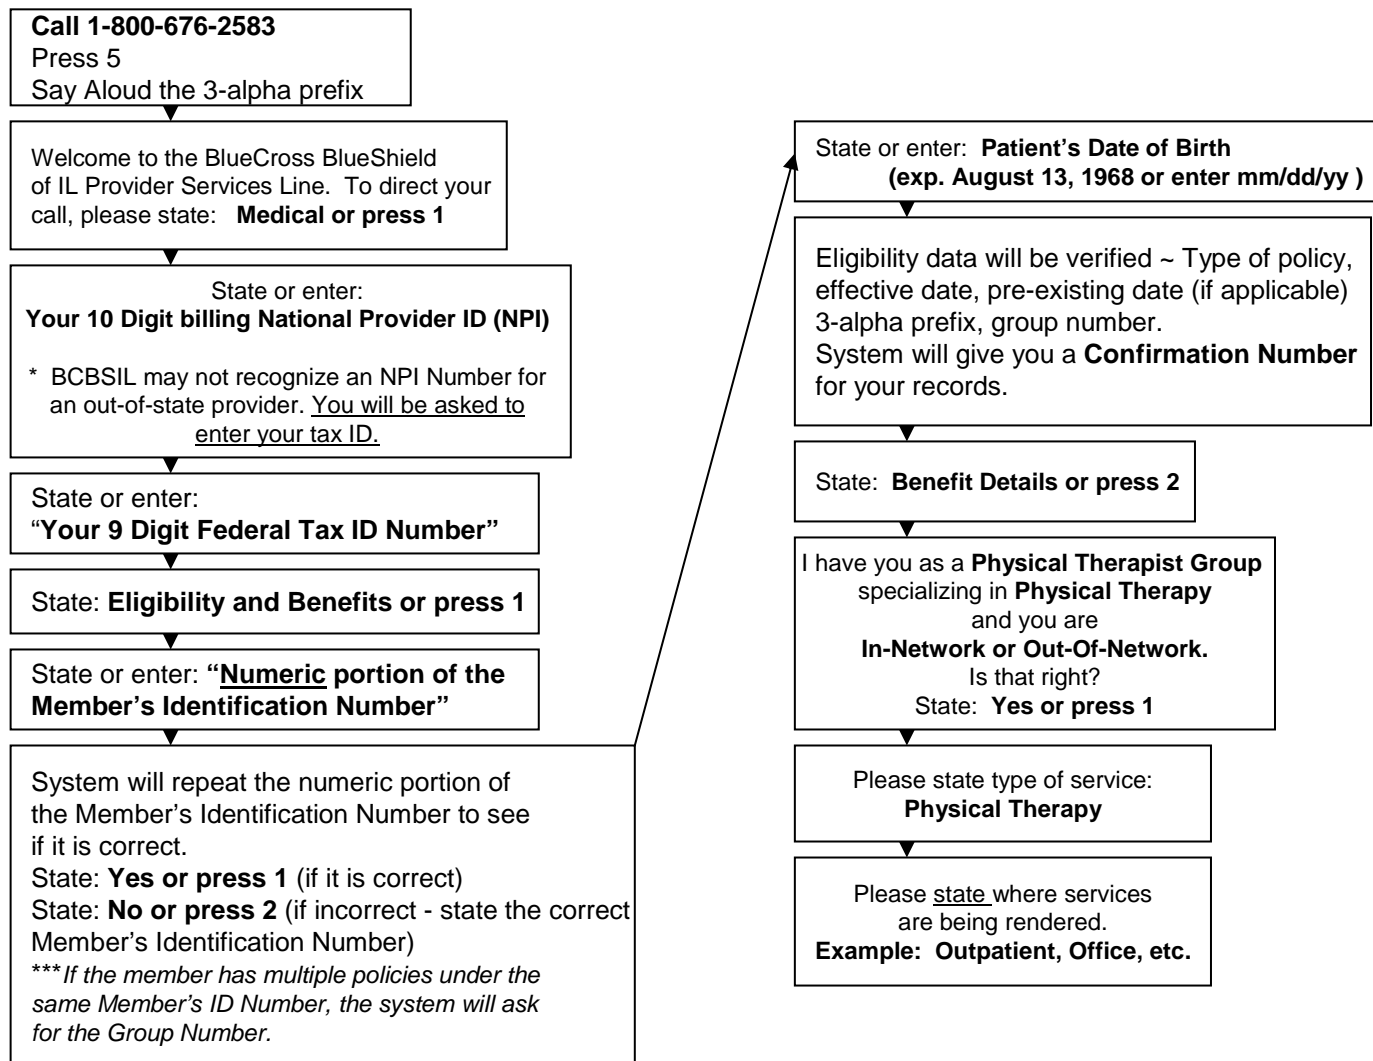 Call 1-800-676-2583
Press 5
Say Aloud the 3-alpha prefix
Welcome to the BlueCross BlueShield
of IL Provider Services Line.  To direct your
call, please state:   Medical or press 1
State or enter:
Your 10 Digit billing National Provider ID (NPI)
*  BCBSIL may not recognize an NPI Number for
an out-of-state provider. You will be asked to
enter your tax ID.
State or enter:
“Your 9 Digit Federal Tax ID Number”
State: Eligibility and Benefits or press 1
State or enter: “Numeric portion of the
Member’s Identification Number”
System will repeat the numeric portion of
the Member’s Identification Number to see
if it is correct.
State: Yes or press 1 (if it is correct)
State: No or press 2 (if incorrect - state the correct
Member’s Identification Number)
***If the member has multiple policies under the
same Member’s ID Number, the system will ask
for the Group Number.
State or enter:  Patient’s Date of Birth
(exp. August 13, 1968 or enter mm/dd/yy )
Eligibility data will be verified ~ Type of policy,
effective date, pre-existing date (if applicable)
3-alpha prefix, group number.
System will give you a Confirmation Number
for your records.
State:  Benefit Details or press 2
I have you as a Physical Therapist Group
specializing in Physical Therapy
and you are
In-Network or Out-Of-Network.
Is that right?
State:  Yes or press 1
Please state type of service:
Physical Therapy
Please state where services
are being rendered.
Example:  Outpatient, Office, etc.